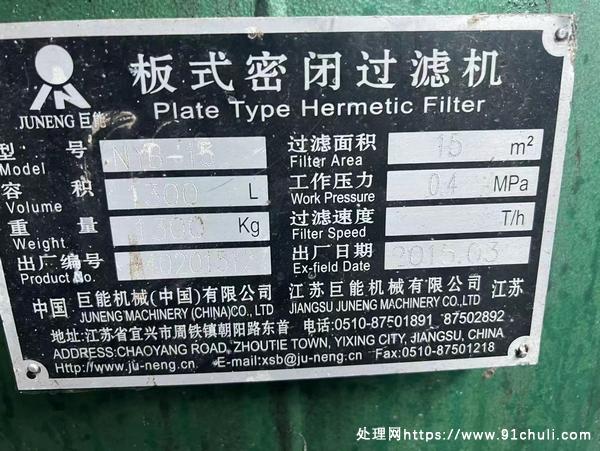 板式密闭过滤机
Plate Type Hermetic Filter
JUNENG 巨能
型 号 Model
过滤面积 Filter Area 15 m²
容 积 Volume 1300 L
工作压力 Work Pressure 0.4 MPa
重 量 Weight Kg
过滤速度 Filter Speed T/h
出厂编号 Product No.
出厂日期 Ex-field Date 2015.03
中国 巨能机械(中国)有限公司 江苏巨能机械有限公司 江苏
JUNENG MACHINERY (CHINA)CO.,LTD JIANGSU JUNENG MACHINERY CO.,LTD
地址:江苏省宜兴市周铁镇朝阳路东首 电话:0510-87501891 87502892
ADDRESS:CHAOYANG ROAD, ZHOUTIE TOWN, YIXING CITY, JIANGSU, CHINA
Http://www.ju-neng.cn E-mail:xsb@ju-neng.cn Fax:0510-87501218
处理网https://www.91chuli.com/